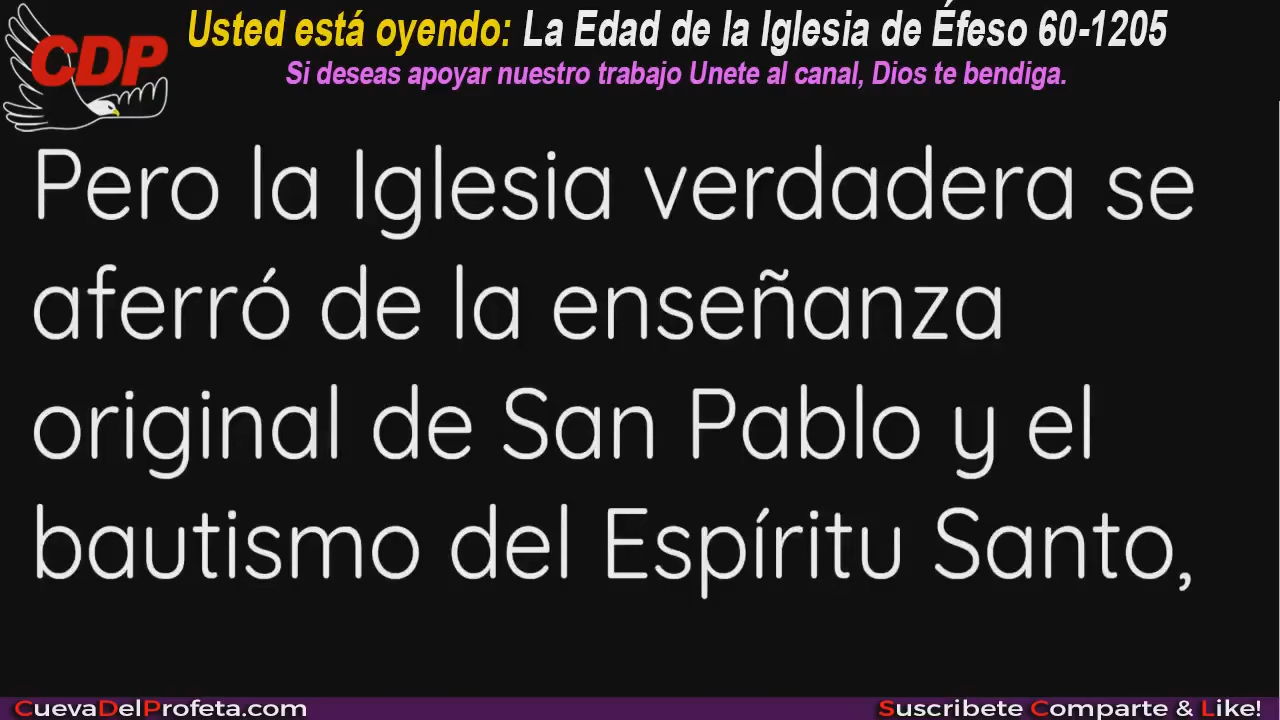 CDP
Usted está oyendo: La Edad de la Iglesia de Éfeso 60-1205
Si deseas apoyar nuestro trabajo Unete al canal, Dios te bendiga.
Pero la Iglesia verdadera se
aferró de la enseñanza
original de San Pablo y el
bautismo del Espíritu Santo,
CuevaDelProfeta.com
Suscribete Comparte & Like!